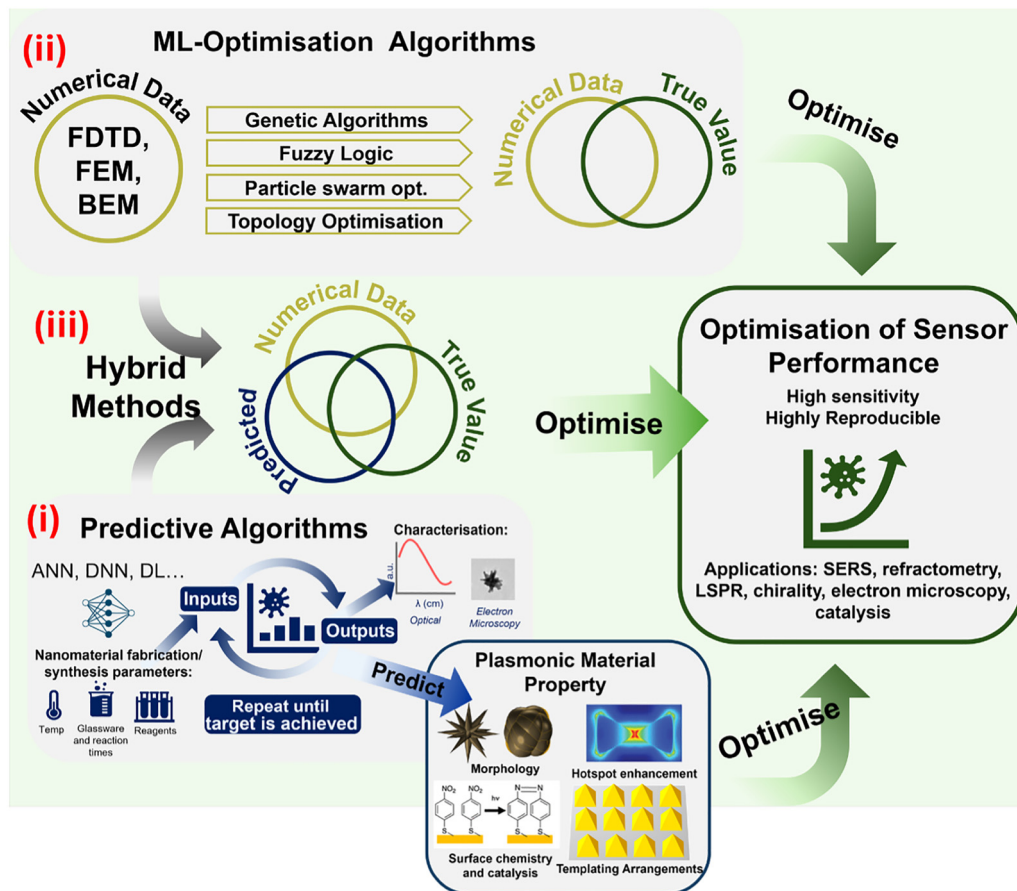 (ii)
ML-Optimisation Algorithms
Numerical Data
FDTD,
FEM,
BEM
Genetic Algorithms
Fuzzy Logic
Particle swarm opt.
Topology Optimisation
Numerical Data
True Value
Optimise
(iii)
Hybrid
Methods
Numerical Data
Predicted
True Value
Optimise
Optimisation of Sensor
Performance
High sensitivity
Highly Reproducible
Applications: SERS, refractometry,
LSPR, chirality, electron microscopy,
catalysis
(i)
Predictive Algorithms
ANN, DNN, DL...
Inputs
Outputs
Characterisation:
a.u.
λ (cm)
Optical
Electron
Microscopy
Nanomaterial fabrication/
synthesis parameters:
Temp
Glassware
and reaction
times
Reagents
Repeat until
target is achieved
Predict
Plasmonic Material
Property
Morphology
Hotspot enhancement
NO₂
NO₂
hν
N
N
S
S
S
S
Surface chemistry
and catalysis
Templating Arrangements
Optimise